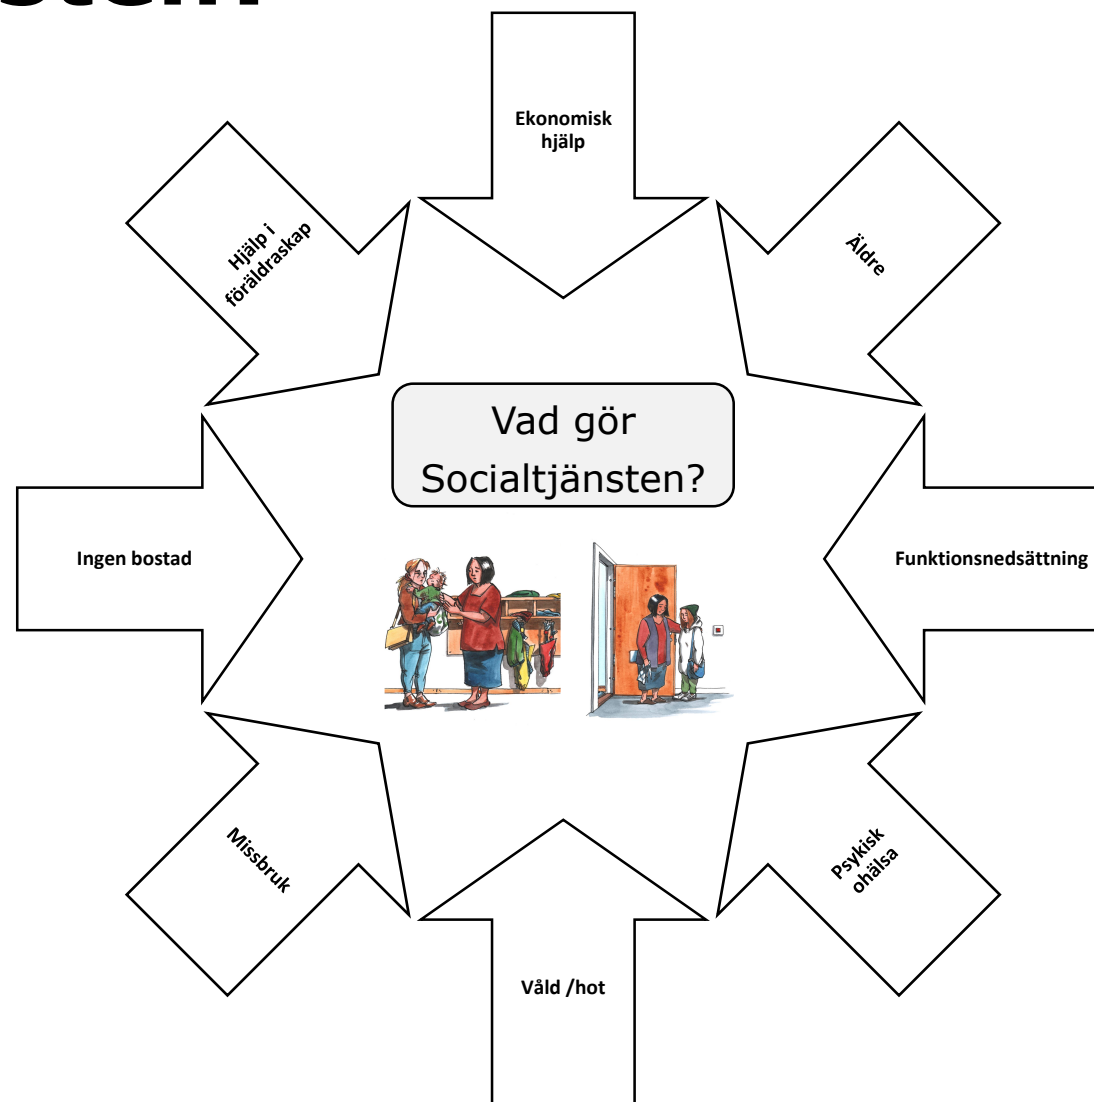 Ekonomisk
hjälp
Hjälp i
föräldraskap
Äldre
Vad gör
Socialtjänsten?
Ingen bostad
Funktionsnedsättning
Missbruk
Psykisk
ohälsa
Våld /hot